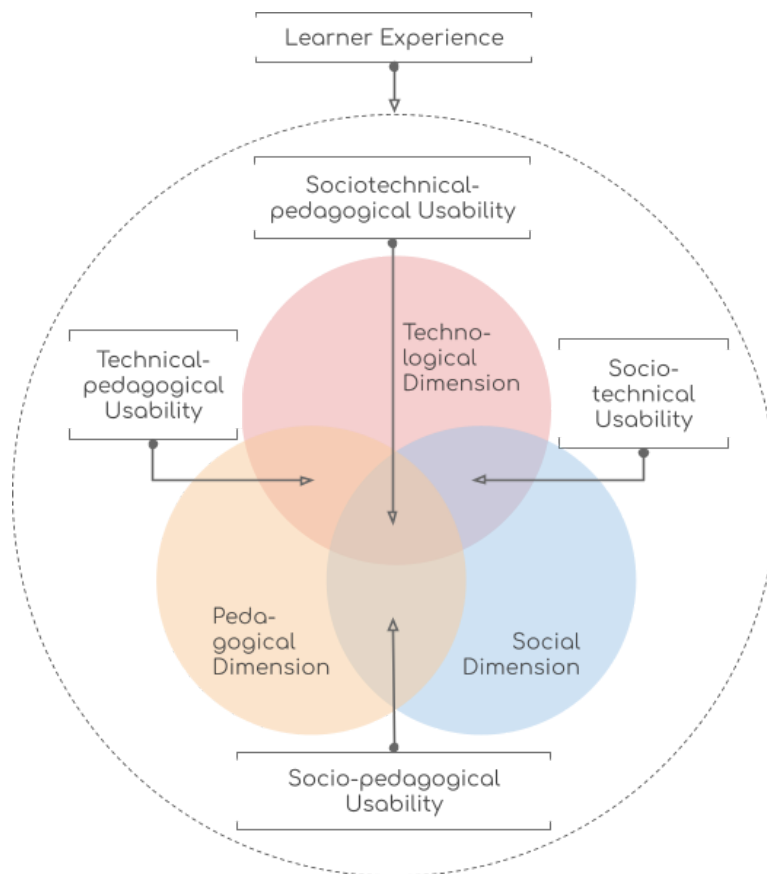 Learner Experience
Sociotechnical-
pedagogical Usability
Techno-
logical
Dimension
Technical-
pedagogical
Usability
Socio-
technical
Usability
Peda-
gogical
Dimension
Social
Dimension
Socio-pedagogical
Usability